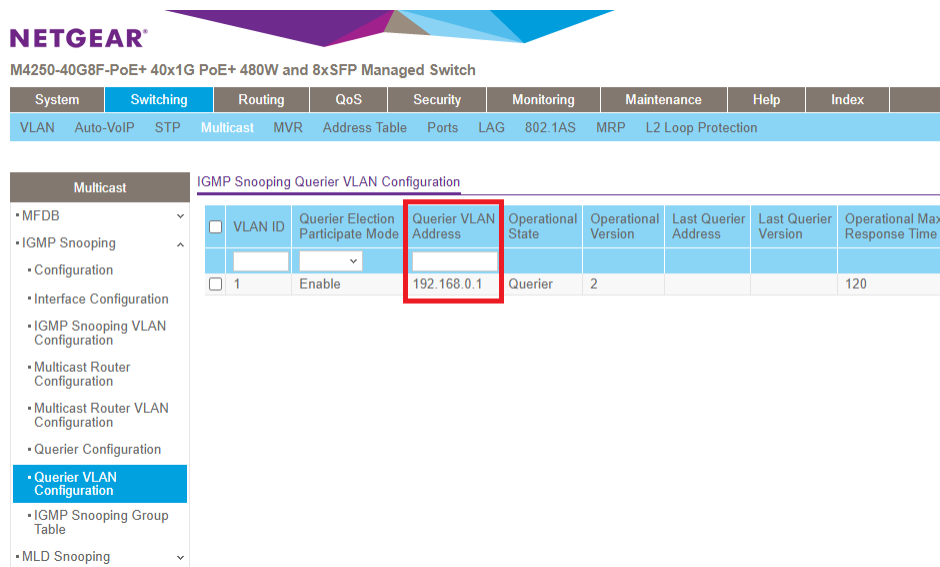 NETGEAR®
M4250-40G8F-PoE+ 40x1G PoE+ 480W and 8xSFP Managed Switch
System Switching Routing QoS Security Monitoring Maintenance Help Index
VLAN Auto-VoIP STP Multicast MVR Address Table Ports LAG 802.1AS MRP L2 Loop Protection
Multicast
MFDB
IGMP Snooping
Configuration
Interface Configuration
IGMP Snooping VLAN
Configuration
Multicast Router
Configuration
Multicast Router VLAN
Configuration
Querier Configuration
Querier VLAN
Configuration
IGMP Snooping Group
Table
MLD Snooping
IGMP Snooping Querier VLAN Configuration
VLAN ID
Querier Election
Participate Mode
Querier VLAN
Address
Operational
State
Operational
Version
Last Querier
Address
Last Querier
Version
Operational Max
Response Time
1 Enable 192.168.0.1 Querier 2 120